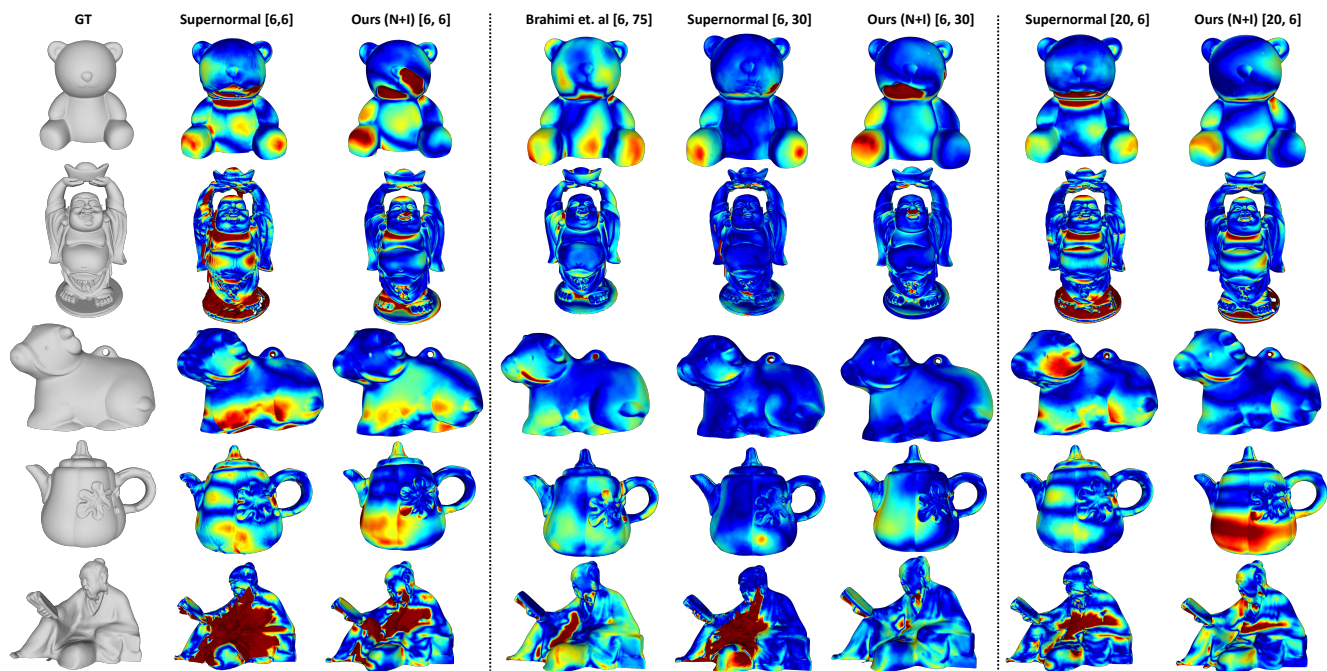 GT
Supernormal [6,6]
Ours (N+I) [6, 6]
Brahimi et. al [6, 75]
Supernormal [6, 30]
Ours (N+I) [6, 30]
Supernormal [20, 6]
Ours (N+I) [20, 6]